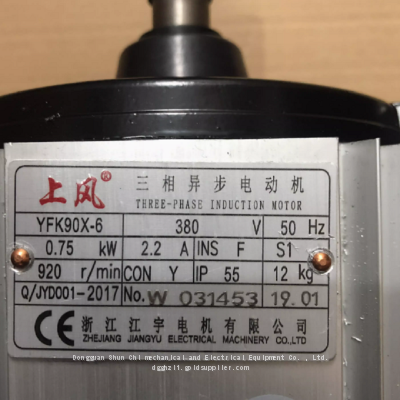 上风® 三相异步电动机
THREE-PHASE INDUCTION MOTOR
YFK90X-6 380 V 50 Hz
0.75 kW 2.2 A INS F S1
920 r/min CON Y IP 55 12 kg
Q/JYD001-2017 No. W 031453 19.01
CE 浙江江宇电机有限公司
ZHEJIANG JIANGYU ELECTRICAL MACHINERY CO.,LTD
Dongguan Shun Chi mechanical and Electrical Equipment Co. , Ltd.
dgghzlt.goldsupplier.com